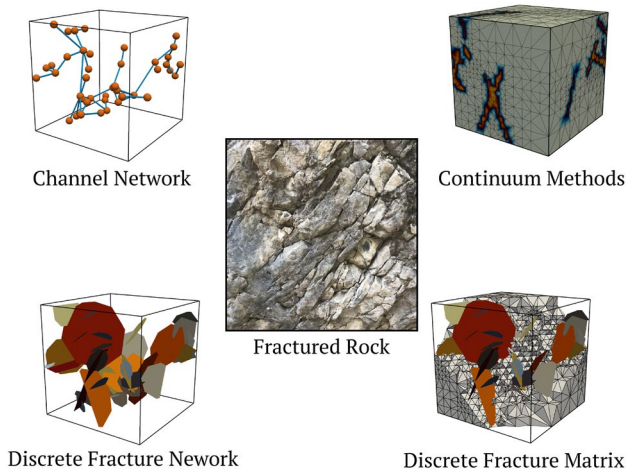 Channel Network
Continuum Methods
Fractured Rock
Discrete Fracture Nework
Discrete Fracture Matrix